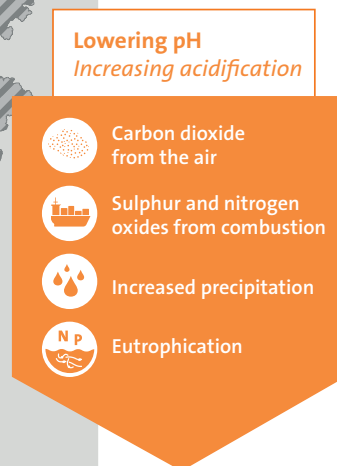 Lowering pH
Increasing acidification
Carbon dioxide
from the air
Sulphur and nitrogen
oxides from combustion
Increased precipitation
N P
Eutrophication